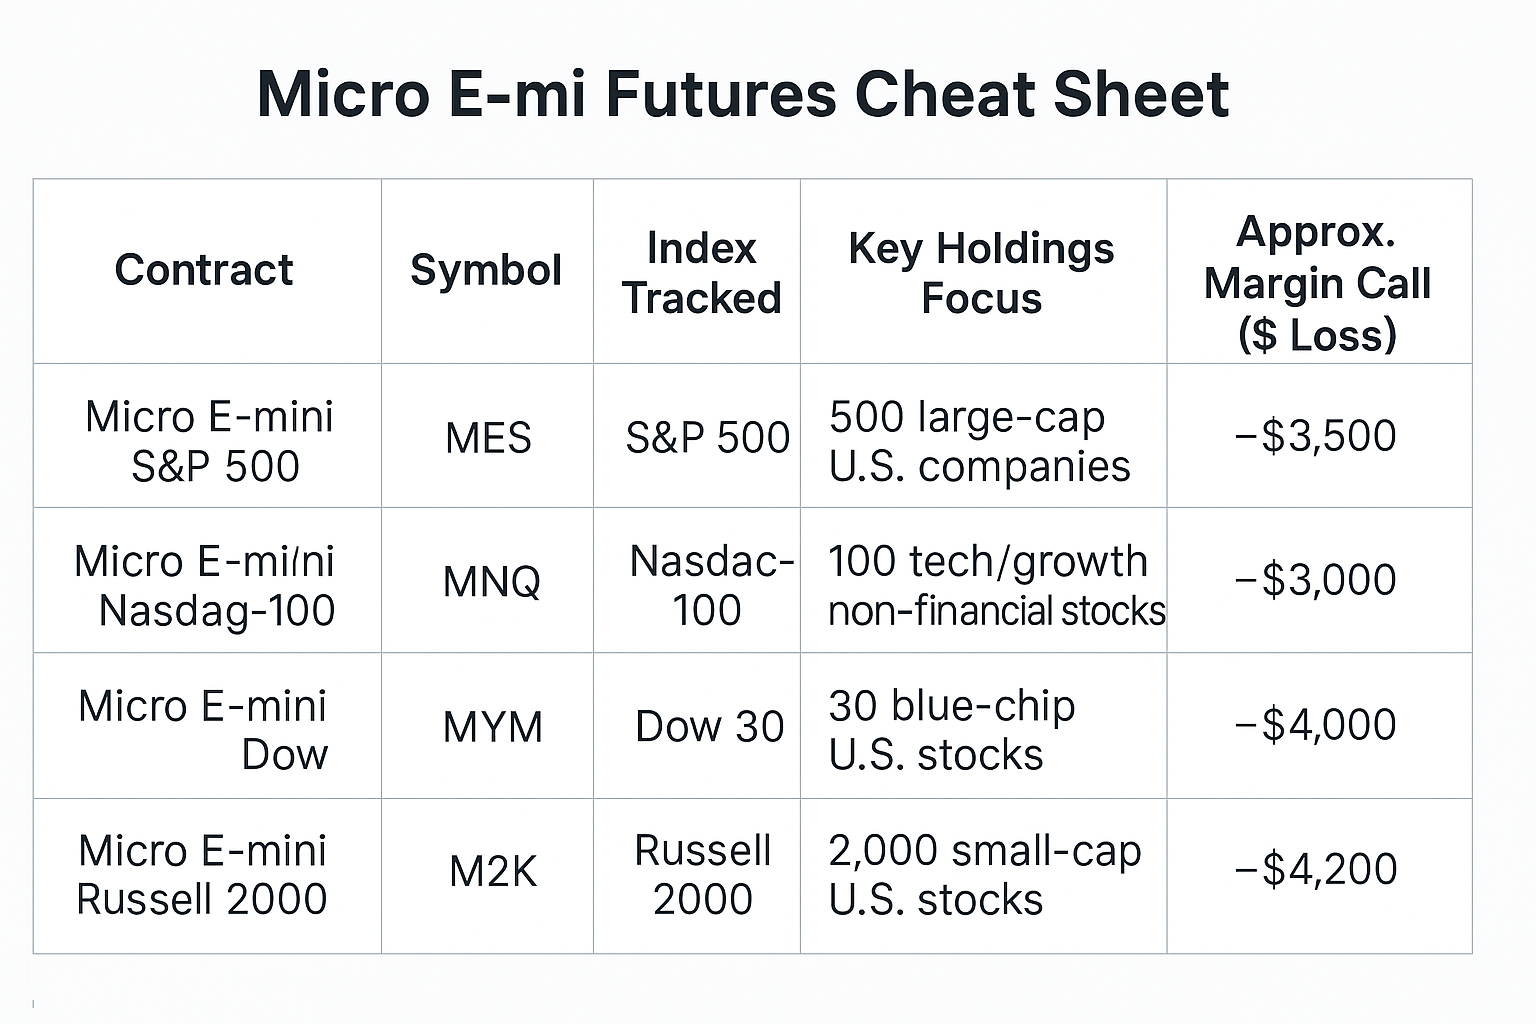 Micro E-mi Futures Cheat Sheet
Contract
Symbol
Index
Tracked
Key Holdings
Focus
Approx.
Margin Call
($ Loss)
Micro E-mini
S&P 500
MES
S&P 500
500 large-cap
U.S. companies
–$3,500
Micro E-mi/ni
Nasdag-100
MNQ
Nasdac-
100
100 tech/growth
non-financial stocks
–$3,000
Micro E-mini
Dow
MYM
Dow 30
30 blue-chip
U.S. stocks
–$4,000
Micro E-mini
Russell 2000
M2K
Russell
2000
2,000 small-cap
U.S. stocks
–$4,200